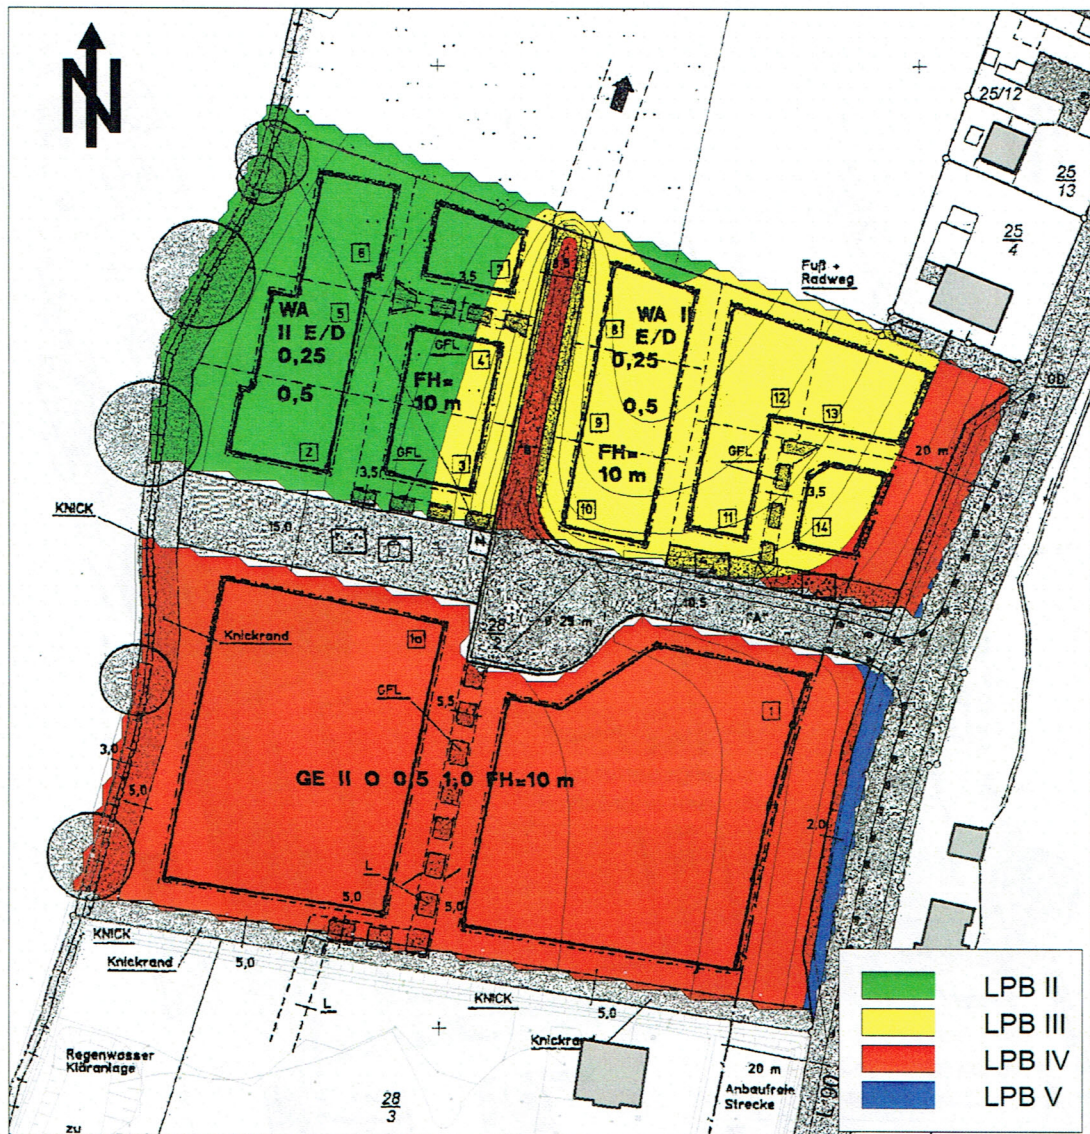 N
25/12
25
13
25
4
Fuß +
Radweg
6
7
3,5
5
WA
II E/D
0,25
0,5
GFL
4
FH=
10 m
8
WA II
E/D
0,25
0,5
9
FH=
10 m
12
13
GFL
20 m
2
3,5
GFL
3
10
11
3,5
14
KNICK
15,0
10,5
"FA"
ø 25 m
28
Knickrand
1a
GFL
5,5
1
3,0
5,0
GE II O 0,5 1,0 FH=10 m
2,0
L
5,0
5,0
KNICK
Knickrand
5,0
L
KNICK
5,0
Knickrand
Regenwasser
Kläranlage
28
3
20 m
Anbaufreie
Strecke
zu
L 90
LPB II
LPB III
LPB IV
LPB V